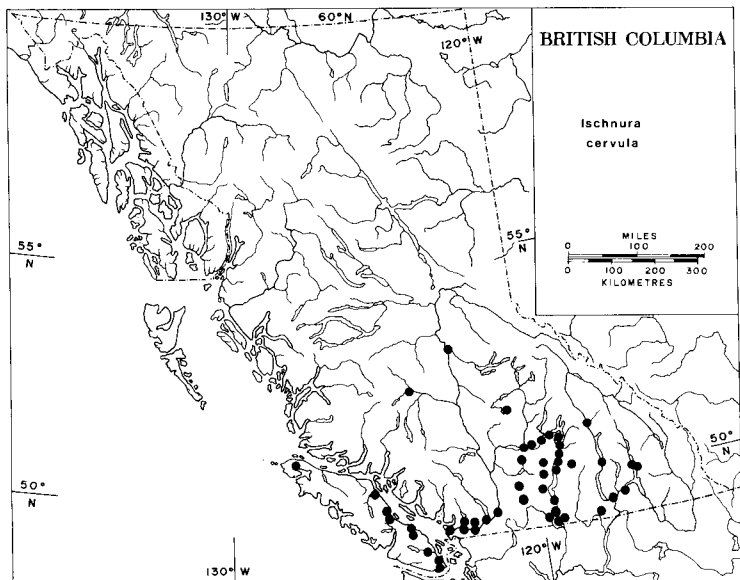 130° W
60° N
120° W
BRITISH COLUMBIA
Ischnura
cervula
MILES
0 100 200
0 100 200 300
KILOMETRES
55°
N
55°
N
50°
N
50°
N
130° W
120° W